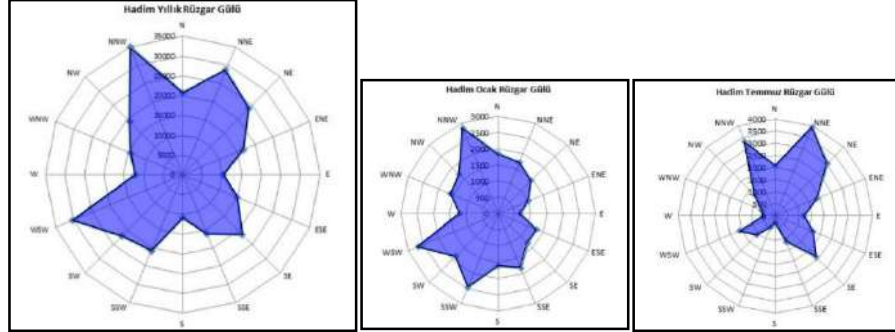 Hadim Yıllık Rüzgar Gülü
N
NNW
35000
NNE
30000
NW
25000
NE
20000
15000
WNW
10000
ENE
5000
0
W
E
WSW
ESE
SW
SE
SSW
SSE
S
Hadim Ocak Rüzgar Gülü
N
NNW
3000
NNE
2500
NW
2000
NE
1500
WNW
1000
ENE
500
0
W
E
WSW
ESE
SW
SE
SSW
SSE
S
Hadim Temmuz Rüzgar Gülü
N
NNW
4000
NNE
3500
NW
NE
WNW
ENE
W
E
WSW
ESE
SW
SE
SSW
SSE
S